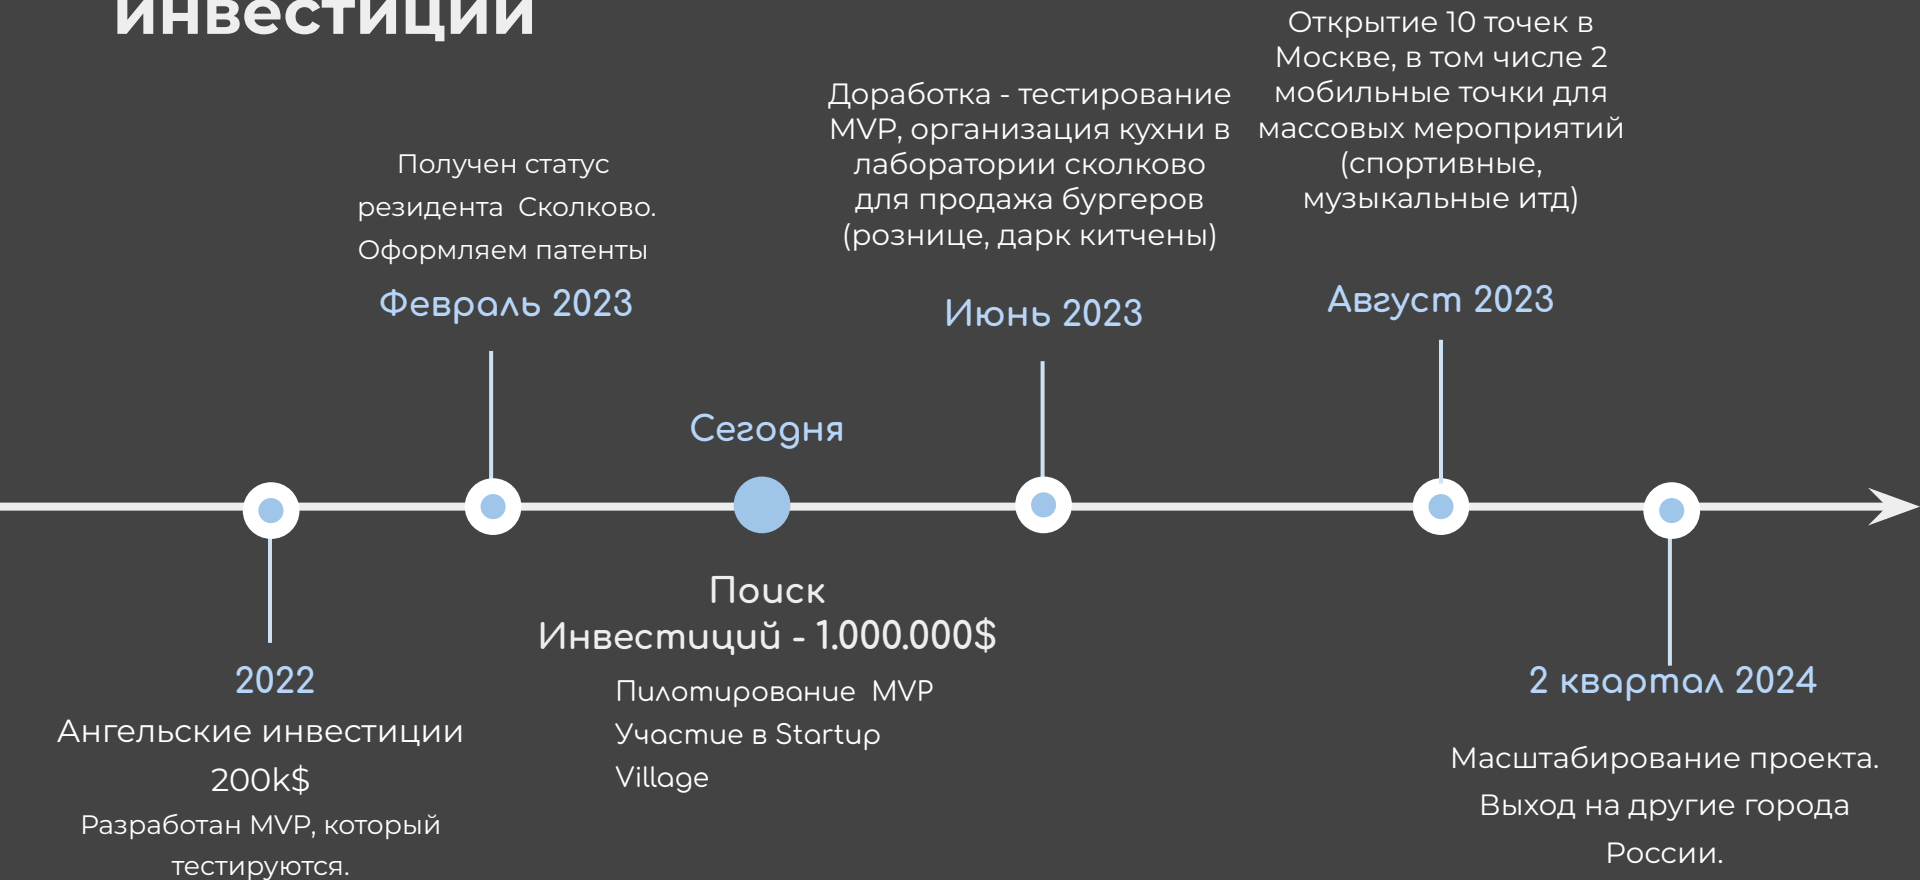 инвестиции
Открытие 10 точек в
Москве, в том числе 2
мобильные точки для
массовых мероприятий
(спортивные,
музыкальные итд)
Август 2023
Доработка - тестирование
MVP, организация кухни в
лаборатории сколково
для продажа бургеров
(рознице, дарк китчены)
Июнь 2023
Получен статус
резидента Сколково.
Оформляем патенты
Февраль 2023
Сегодня
Поиск
Инвестиций - 1.000.000$
Пилотирование MVP
Участие в Startup
Village
2022
Ангельские инвестиции
200k$
Разработан MVP, который
тестируются.
2 квартал 2024
Масштабирование проекта.
Выход на другие города
России.